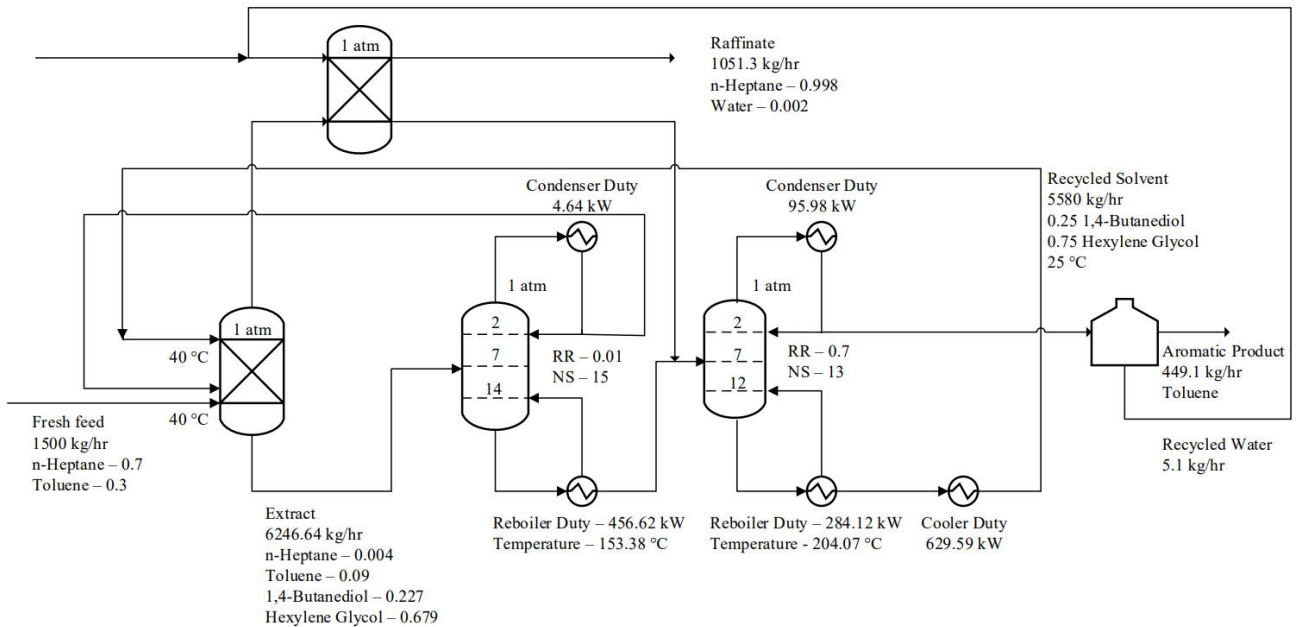 1 atm
Raffinate
1051.3 kg/hr
n-Heptane – 0.998
Water – 0.002
Condenser Duty
4.64 kW
Condenser Duty
95.98 kW
Recycled Solvent
5580 kg/hr
0.25 1,4-Butanediol
0.75 Hexylene Glycol
25 °C
1 atm
40 °C
40 °C
Fresh feed
1500 kg/hr
n-Heptane – 0.7
Toluene – 0.3
1 atm
2
7
14
RR – 0.01
NS – 15
1 atm
2
7
12
RR – 0.7
NS – 13
Aromatic Product
449.1 kg/hr
Toluene
Recycled Water
5.1 kg/hr
Extract
6246.64 kg/hr
n-Heptane – 0.004
Toluene – 0.09
1,4-Butanediol – 0.227
Hexylene Glycol – 0.679
Reboiler Duty – 456.62 kW
Temperature – 153.38 °C
Reboiler Duty – 284.12 kW
Temperature - 204.07 °C
Cooler Duty
629.59 kW